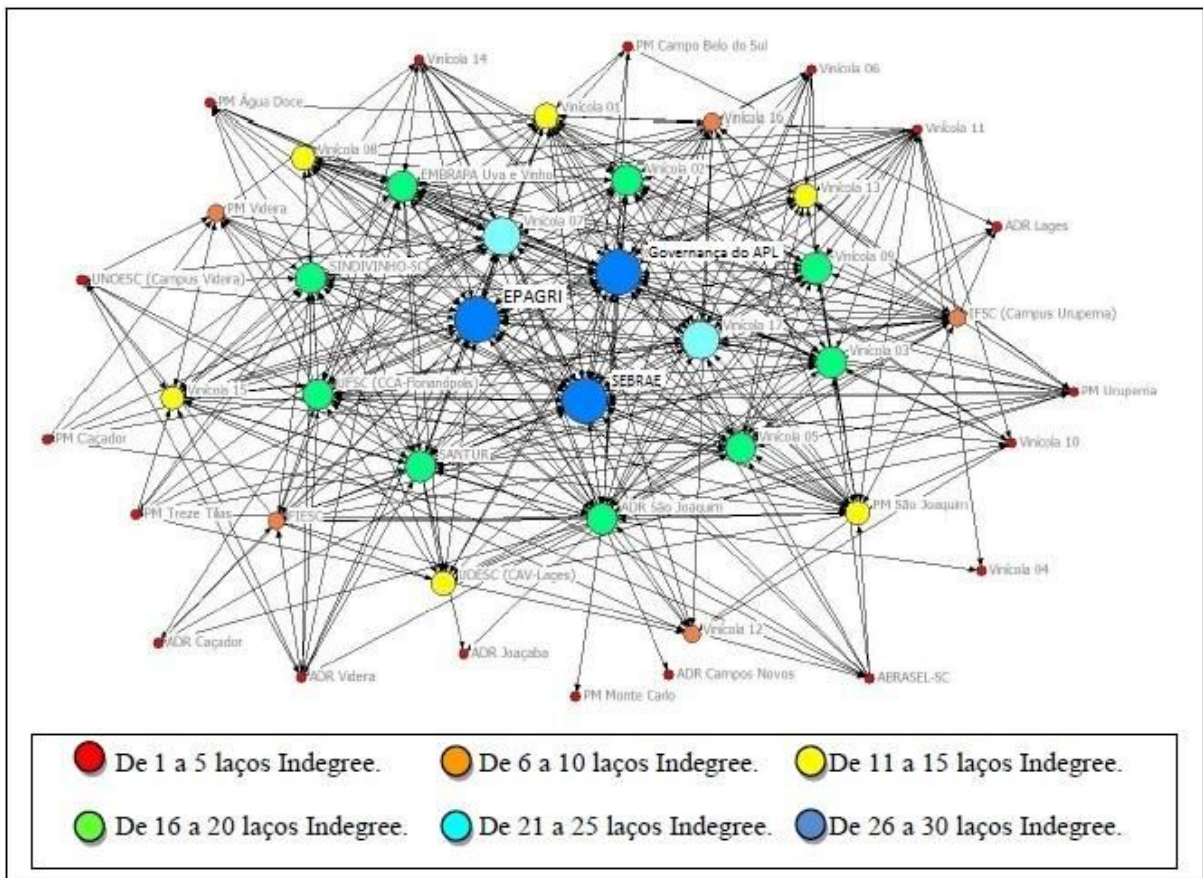 PM Campo Belo do Sul
Vinícola 14
Vinícola 06
PM Água Doce
Vinícola 01
Vinícola 16
Vinícola 11
Vinícola 08
EMBRAPA Uva e Vinho
Vinícola 02
Vinícola 13
PM Videira
Vinícola 07
ADR Lages
Governança do APL
Vinícola 09
SINDIVINHO-SC
UNOESC (Campus Videira)
EPAGRI
IFSC (Campus Urupema)
Vinícola 17
Vinícola 03
UFSC (CCA-Florianópolis)
SEBRAE
Vinícola 15
PM Urupema
PM Caçador
Vinícola 05
Vinícola 10
SANTUR
PM Treze Tílias
FIESC
ADR São Joaquim
PM São Joaquim
UDESC (CAV-Lages)
Vinícola 04
Vinícola 12
ADR Caçador
ADR Joaçaba
ADR Videra
ADR Campos Novos
ABRASEL-SC
PM Monte Carlo
De 1 a 5 laços Indegree.
De 6 a 10 laços Indegree.
De 11 a 15 laços Indegree.
De 16 a 20 laços Indegree.
De 21 a 25 laços Indegree.
De 26 a 30 laços Indegree.